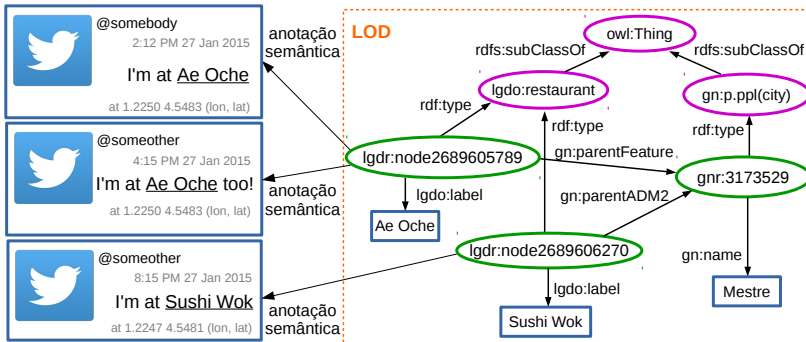 @somebody
2:12 PM 27 Jan 2015
I'm at Ae Oche
at 1.2250 4.5483 (lon, lat)
@someother
4:15 PM 27 Jan 2015
I'm at Ae Oche too!
at 1.2250 4.5483 (lon, lat)
@someother
8:15 PM 27 Jan 2015
I'm at Sushi Wok
at 1.2247 4.5481 (lon, lat)
anotação
semântica
anotação
semântica
anotação
semântica
LOD
owl:Thing
rdfs:subClassOf
rdfs:subClassOf
lgdo:restaurant
gn:p.ppl(city)
rdf:type
rdf:type
rdf:type
lgdr:node2689605789
gn:parentFeature
gnr:3173529
lgdo:label
gn:parentADM2
Ae Oche
lgdr:node2689606270
gn:name
lgdo:label
Mestre
Sushi Wok